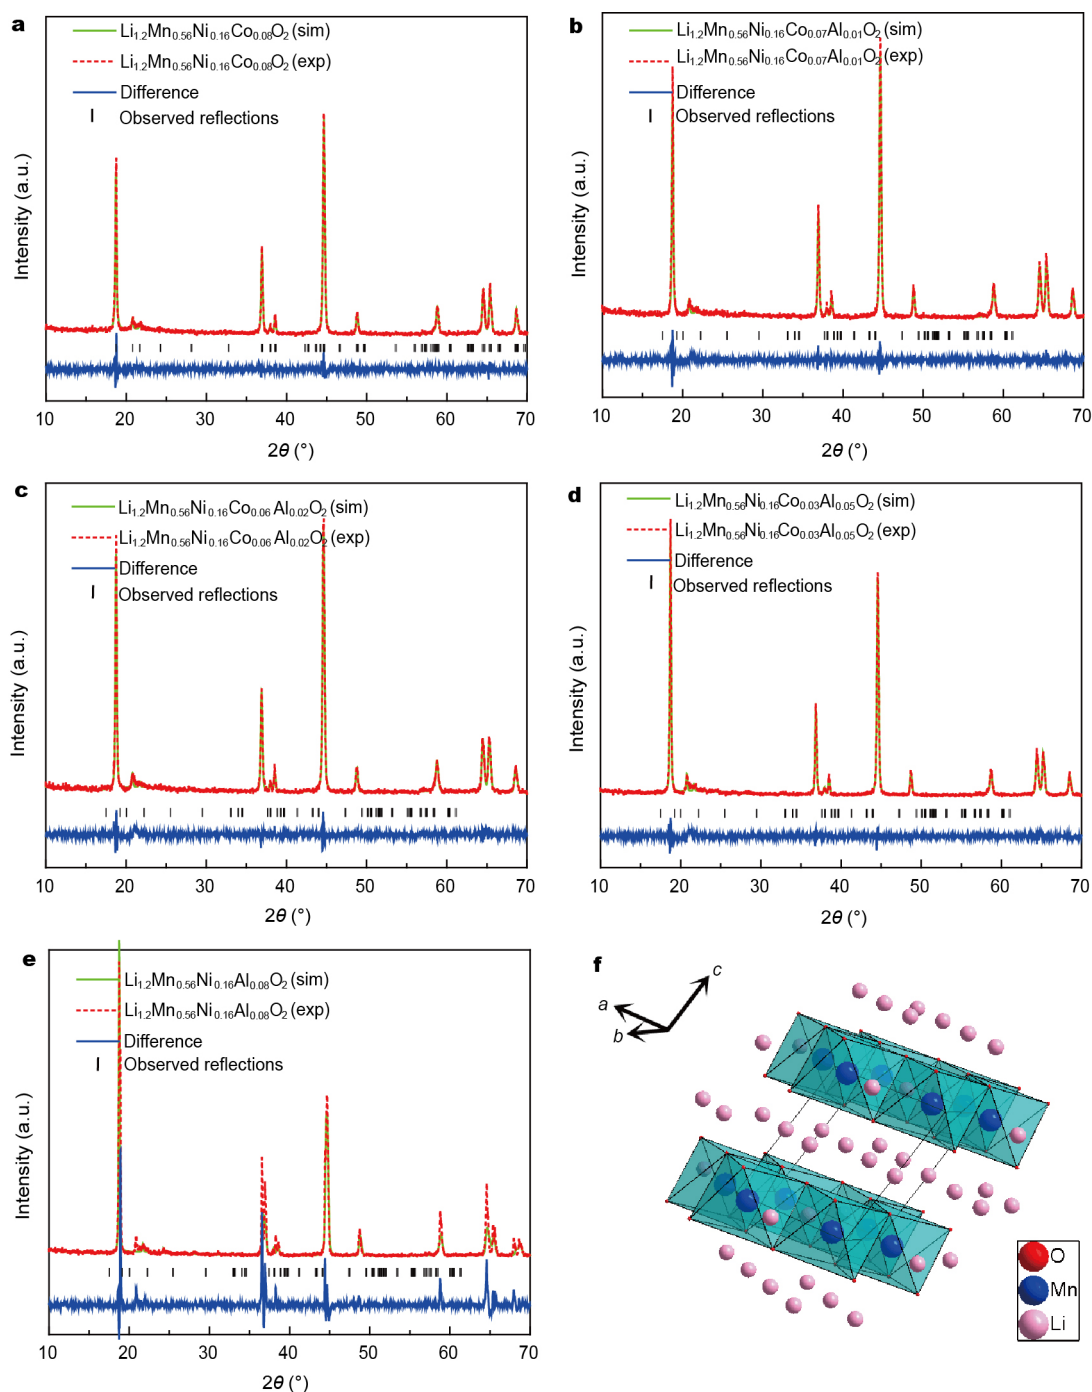 a
Li1.2Mn0.56Ni0.16Co0.08O2 (sim)
Li1.2Mn0.56Ni0.16Co0.08O2 (exp)
Difference
Observed reflections
Intensity (a.u.)
10 20 30 40 50 60 70
2θ (°)
b
Li1.2Mn0.56Ni0.16Co0.07Al0.01O2 (sim)
Li1.2Mn0.56Ni0.16Co0.07Al0.01O2 (exp)
Difference
Observed reflections
Intensity (a.u.)
10 20 30 40 50 60 70
2θ (°)
c
Li1.2Mn0.56Ni0.16Co0.06Al0.02O2 (sim)
Li1.2Mn0.56Ni0.16Co0.06Al0.02O2 (exp)
Difference
Observed reflections
Intensity (a.u.)
10 20 30 40 50 60 70
2θ (°)
d
Li1.2Mn0.56Ni0.16Co0.03Al0.05O2 (sim)
Li1.2Mn0.56Ni0.16Co0.03Al0.05O2 (exp)
Difference
Observed reflections
Intensity (a.u.)
10 20 30 40 50 60 70
2θ (°)
e
Li1.2Mn0.56Ni0.16Al0.08O2 (sim)
Li1.2Mn0.56Ni0.16Al0.08O2 (exp)
Difference
Observed reflections
Intensity (a.u.)
10 20 30 40 50 60 70
2θ (°)
f
c
a
b
O
Mn
Li